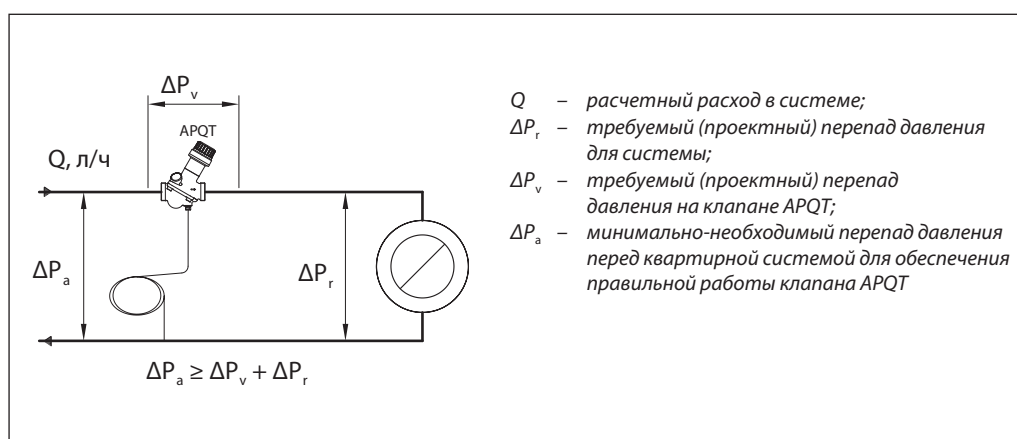 ΔPv
APQT
Q, л/ч
ΔPa
ΔPr
ΔPa ≥ ΔPv + ΔPr
Q – расчетный расход в системе;
ΔPr – требуемый (проектный) перепад давления
для системы;
ΔPv – требуемый (проектный) перепад
давления на клапане APQT;
ΔPa – минимально-необходимый перепад давления
перед квартирной системой для обеспечения
правильной работы клапана APQT